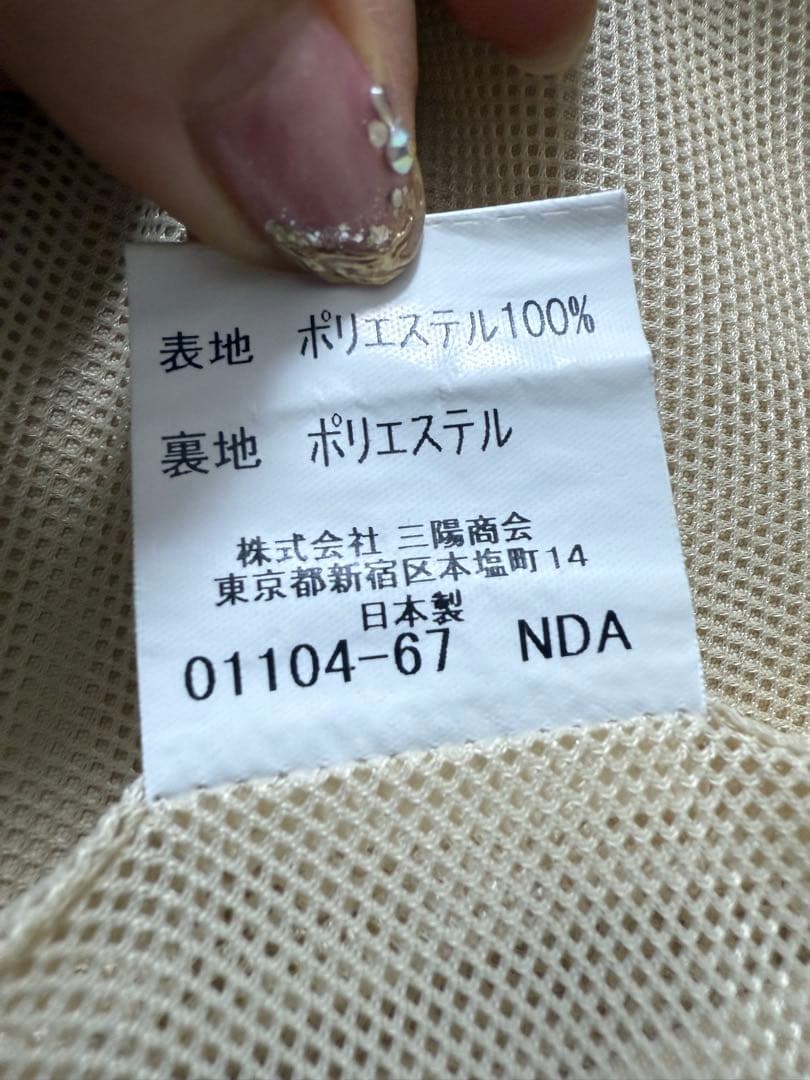 表地　ポリエステル100%
裏地　ポリエステル
株式会社 三陽商会
東京都新宿区本塩町14
日本製
01104-67　NDA